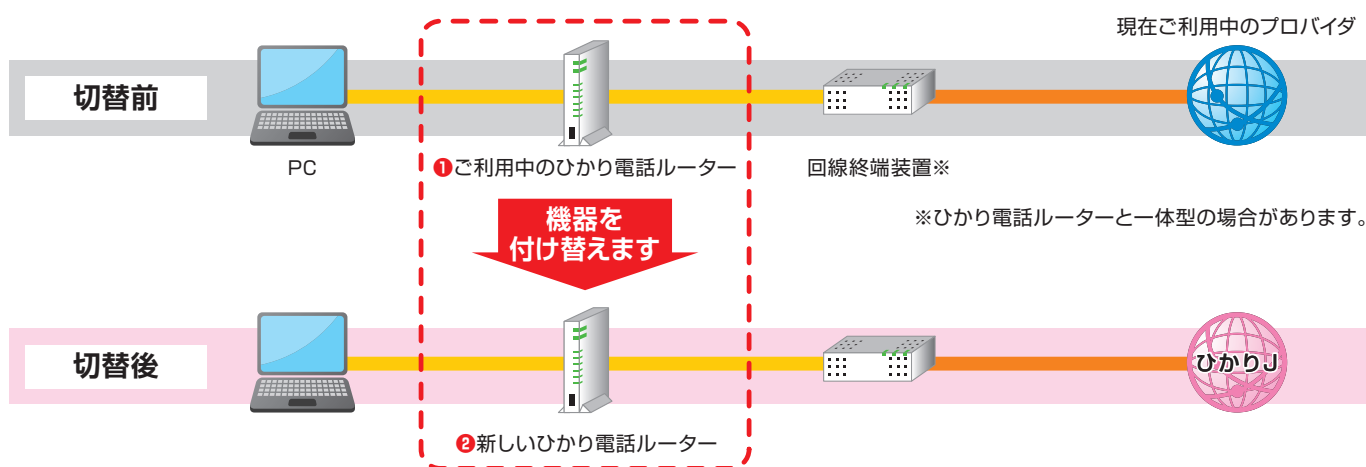 現在ご利用中のプロバイダ
切替前
PC
❶ご利用中のひかり電話ルーター
回線終端装置※
機器を
付け替えます
※ひかり電話ルーターと一体型の場合があります。
切替後
ひかりJ
❷新しいひかり電話ルーター